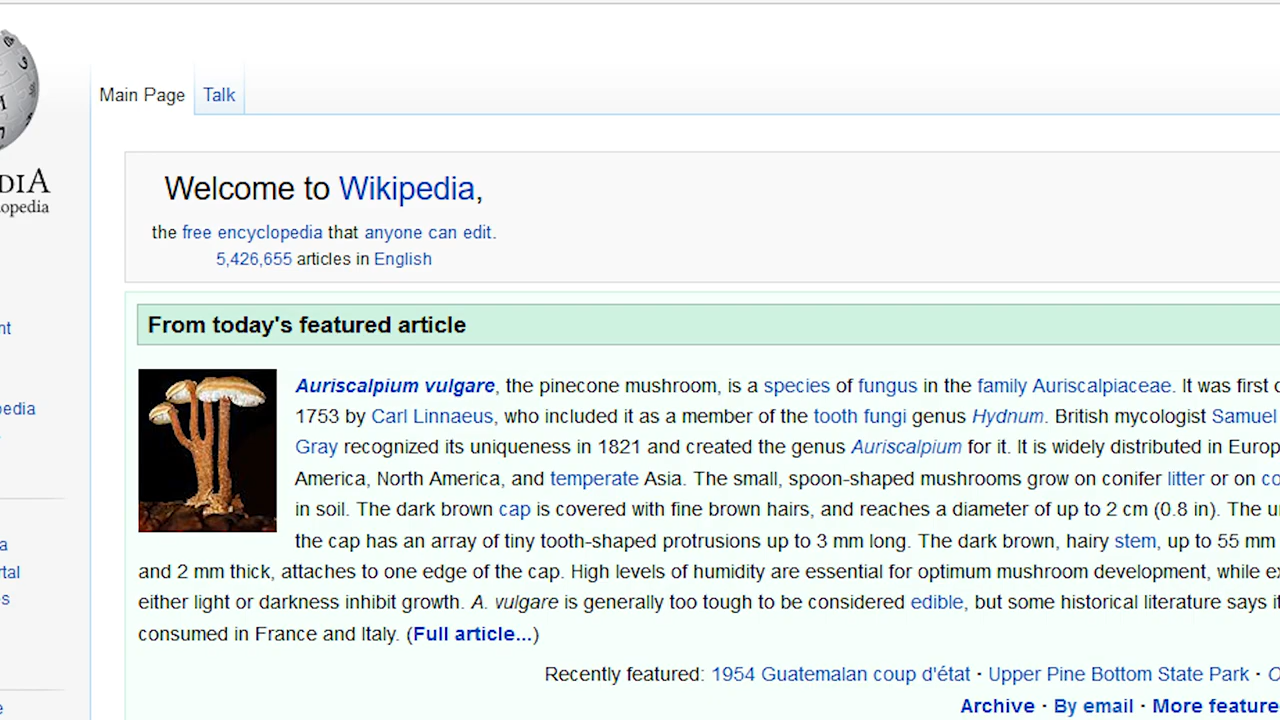 Main Page Talk
DIA
opedia
Welcome to Wikipedia,
the free encyclopedia that anyone can edit.
5,426,655 articles in English
From today's featured article
Auriscalpium vulgare, the pinecone mushroom, is a species of fungus in the family Auriscalpiaceae. It was first
1753 by Carl Linnaeus, who included it as a member of the tooth fungi genus Hydnum. British mycologist Samuel
Gray recognized its uniqueness in 1821 and created the genus Auriscalpium for it. It is widely distributed in Europ
America, North America, and temperate Asia. The small, spoon-shaped mushrooms grow on conifer litter or on co
in soil. The dark brown cap is covered with fine brown hairs, and reaches a diameter of up to 2 cm (0.8 in). The u
the cap has an array of tiny tooth-shaped protrusions up to 3 mm long. The dark brown, hairy stem, up to 55 mm
and 2 mm thick, attaches to one edge of the cap. High levels of humidity are essential for optimum mushroom development, while ex
either light or darkness inhibit growth. A. vulgare is generally too tough to be considered edible, but some historical literature says it
consumed in France and Italy. (Full article...)
Recently featured: 1954 Guatemalan coup d'état · Upper Pine Bottom State Park ·
Archive · By email · More feature
nt
pedia
a
rtal
s
e